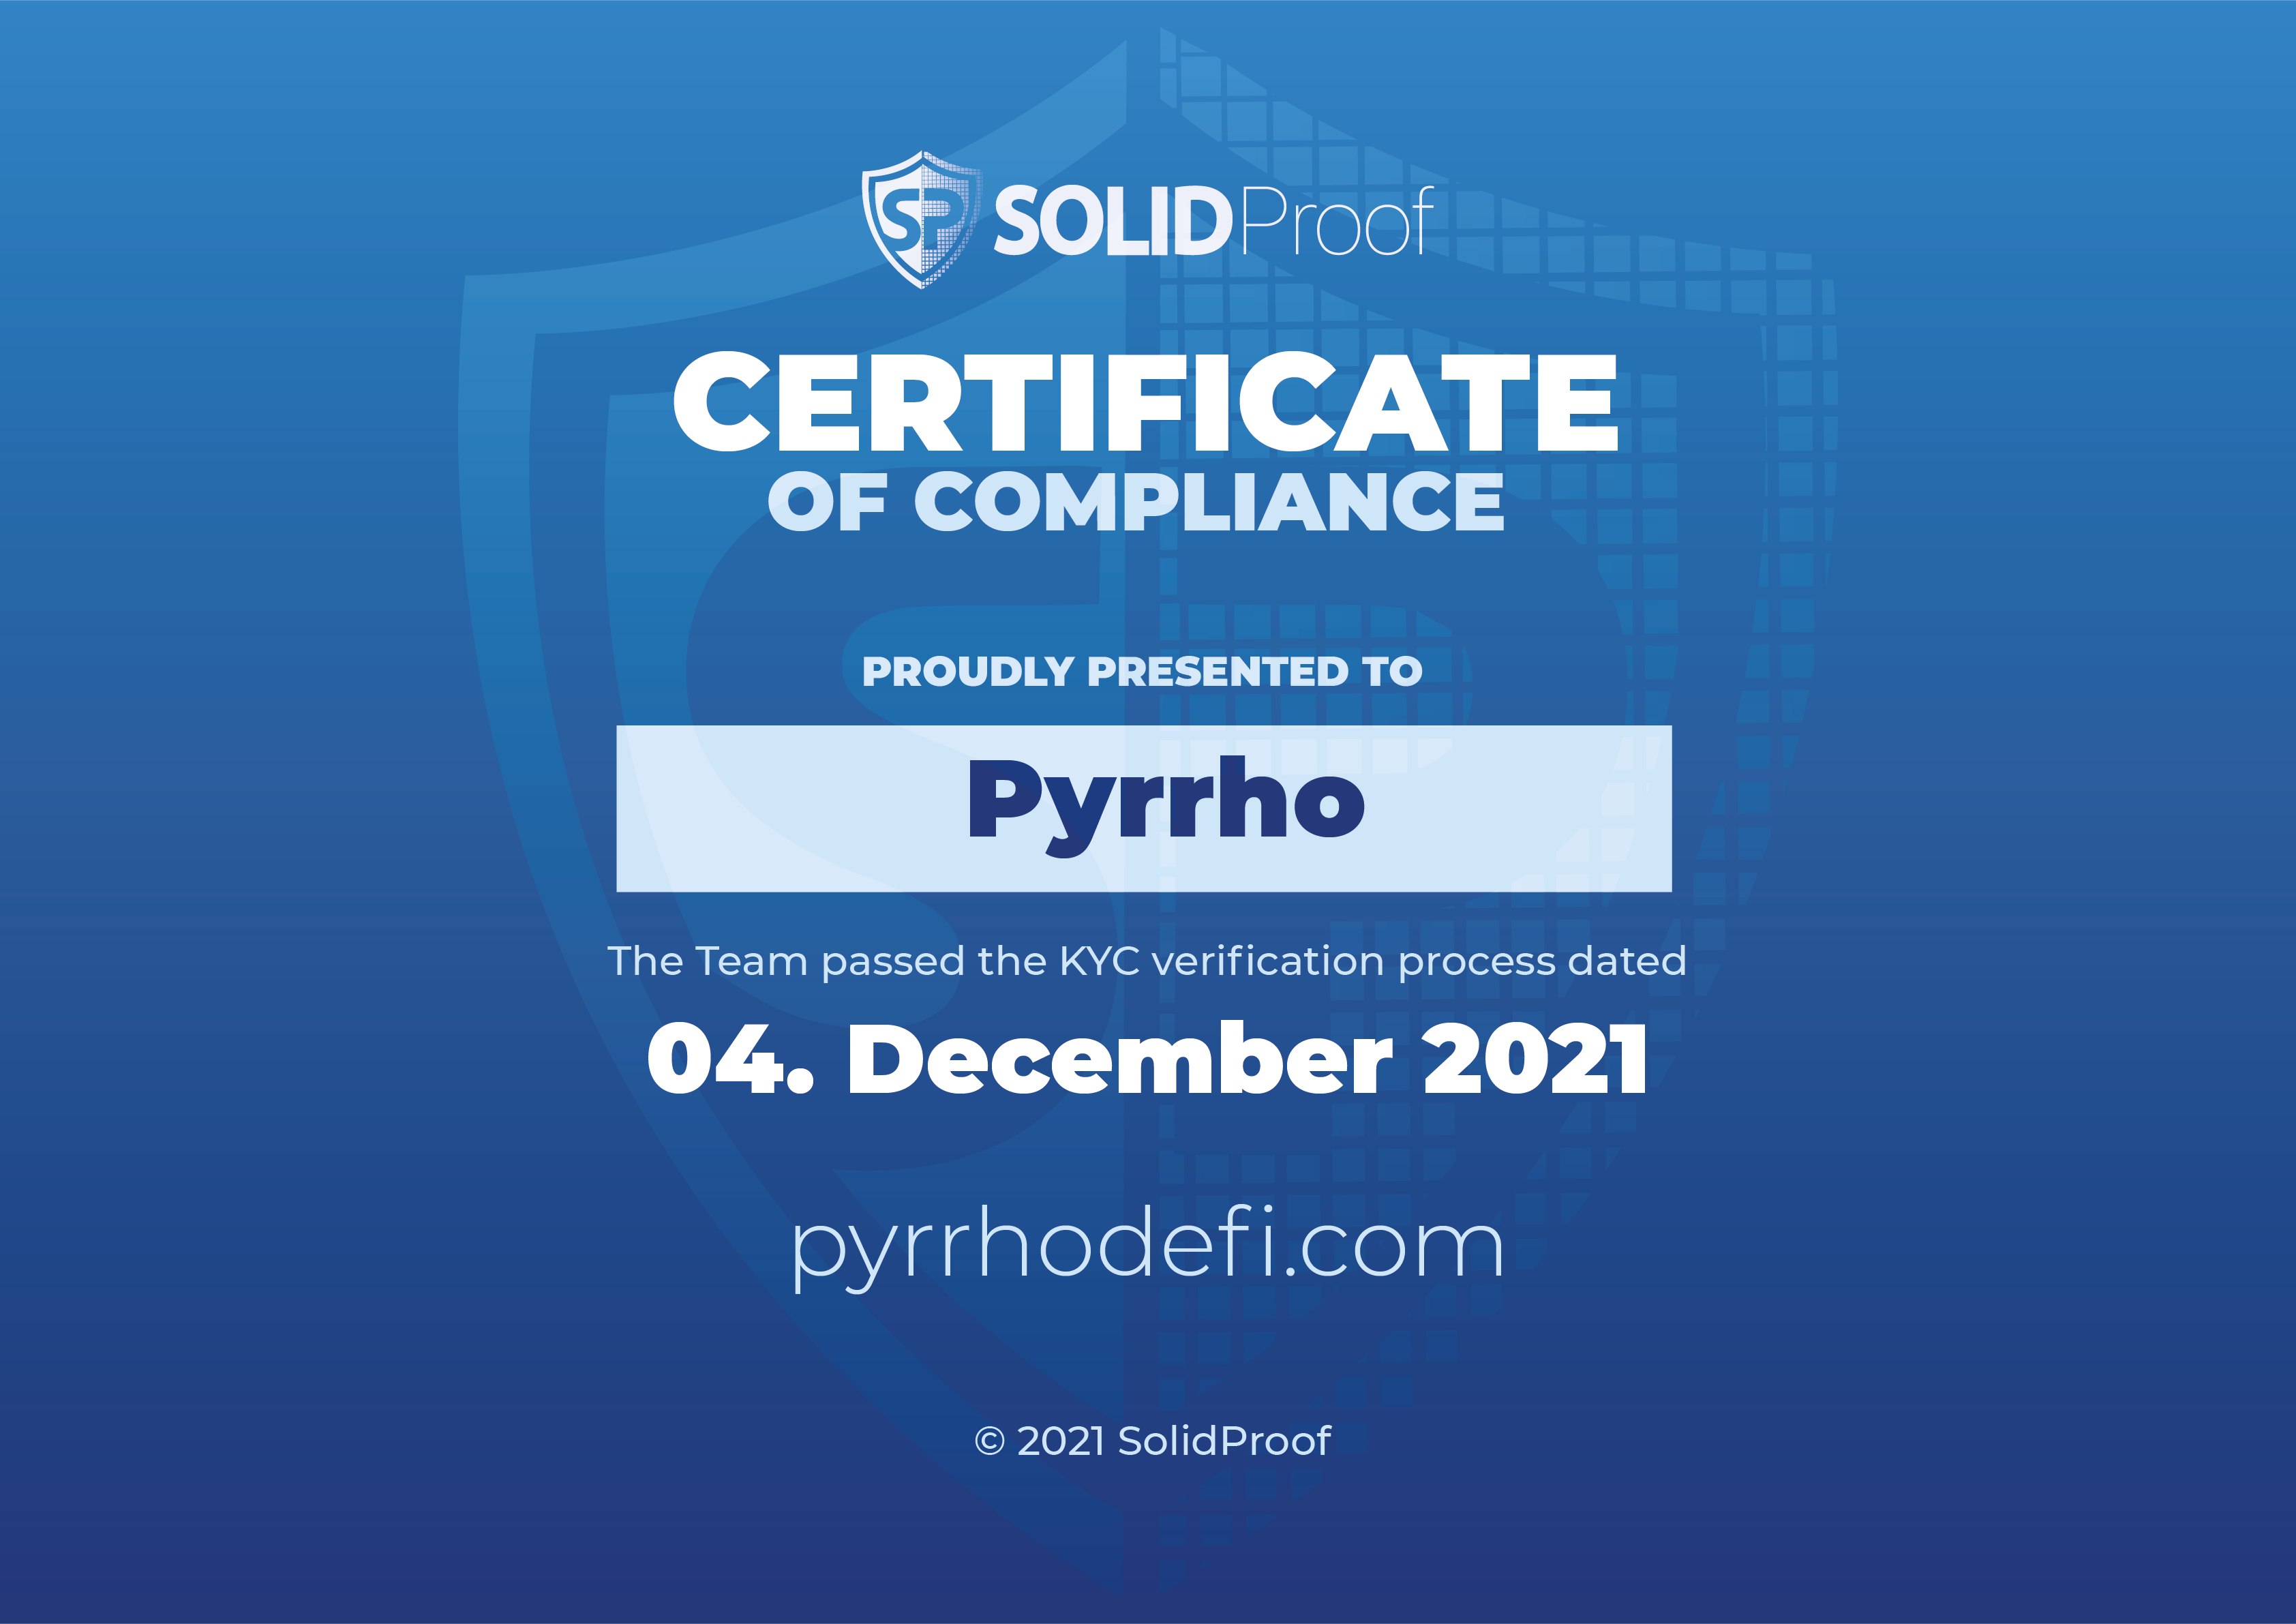 SP SOLIDProof
CERTIFICATE
OF COMPLIANCE
PROUDLY PRESENTED TO
Pyrrho
The Team passed the KYC verification process dated
04. December 2021
pyrrhodefi.com
© 2021 SolidProof